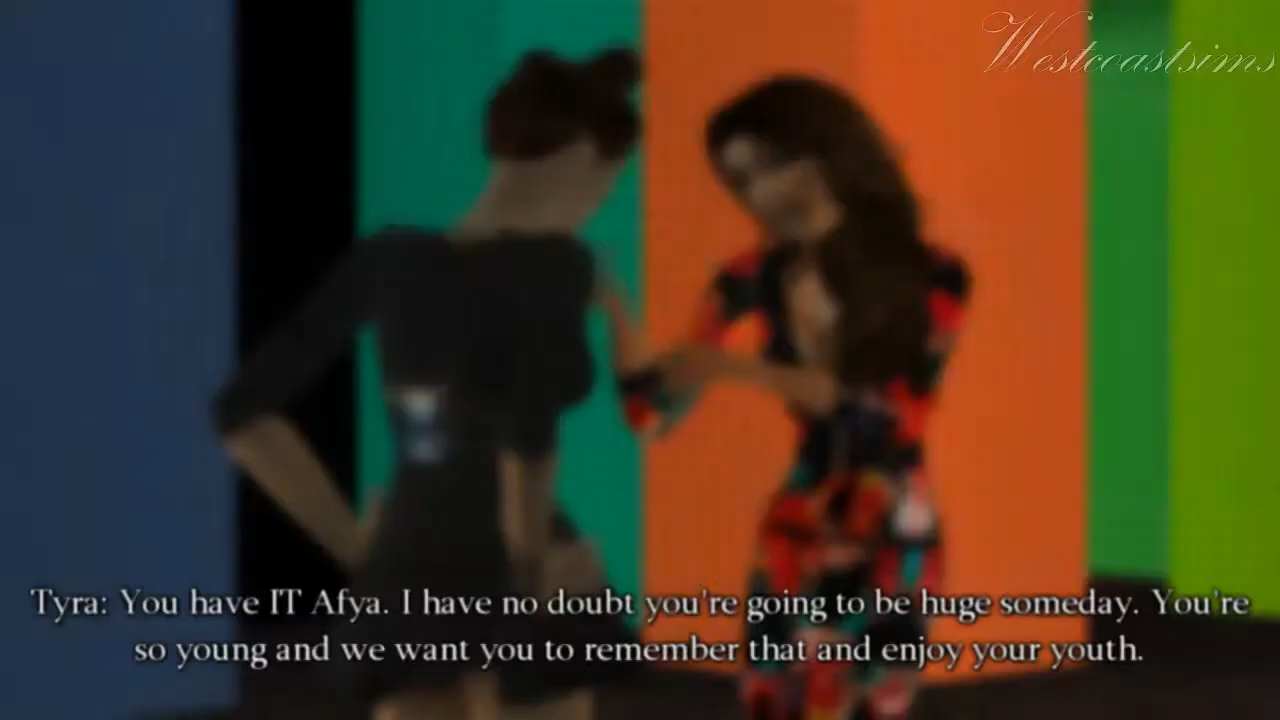 Westcoastsims
Tyra: You have IT Afya. I have no doubt you're going to be huge someday. You're
so young and we want you to remember that and enjoy your youth.